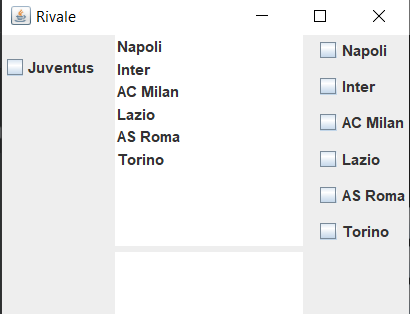 Rivale
Juventus
Napoli
Inter
AC Milan
Lazio
AS Roma
Torino
Napoli
Inter
AC Milan
Lazio
AS Roma
Torino